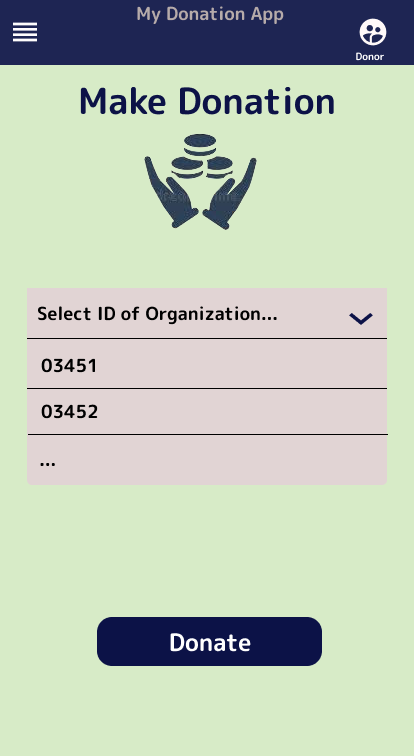 My Donation App
Donor
Make Donation
Select ID of Organization...
03451
03452
...
Donate